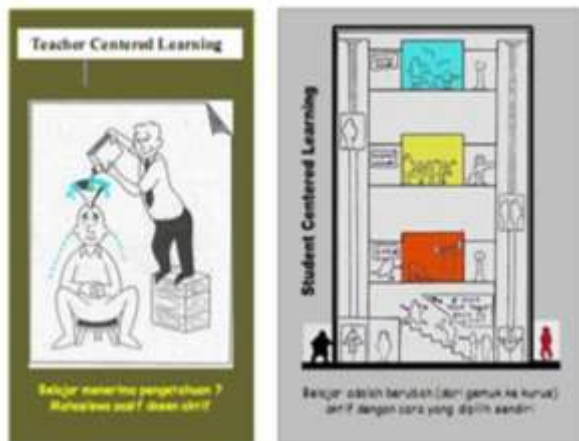 Teacher Centered Learning
Belajar menerima pengetahuan ?
Mahasiswa pasif dosen aktif
Student Centered Learning
Belajar adalah berubah (dari gemuk ke kurus)
aktif dengan cara yang dipilih sendiri